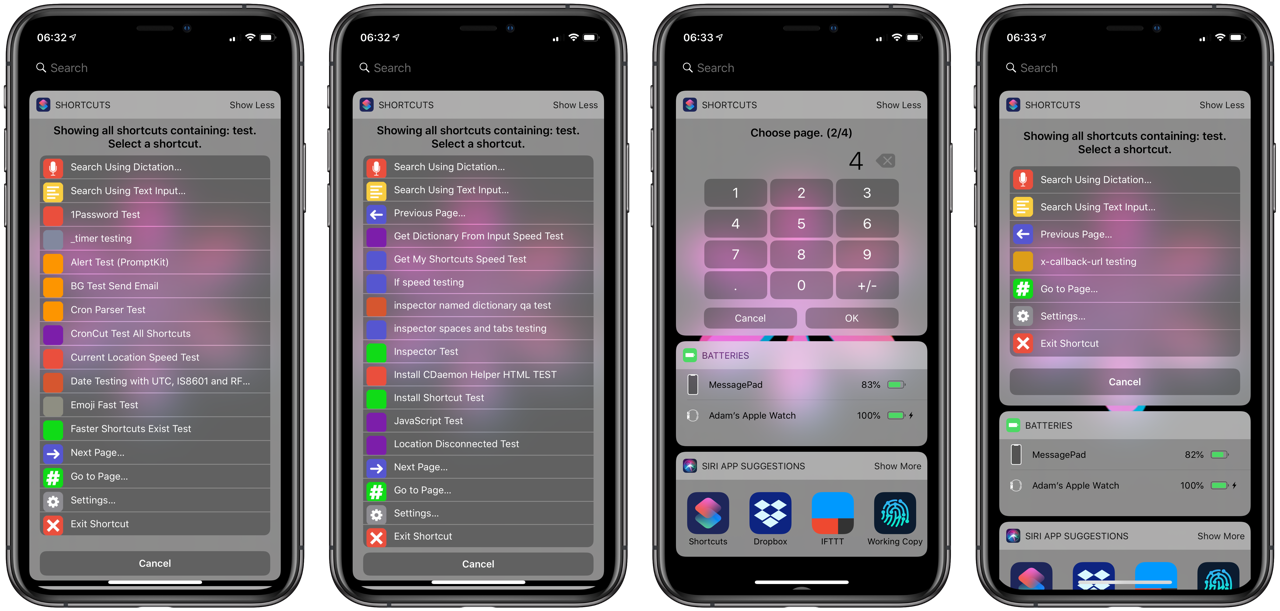 06:32
Search
SHORTCUTS Show Less
Showing all shortcuts containing: test.
Select a shortcut.
Search Using Dictation...
Search Using Text Input...
1Password Test
_timer testing
Alert Test (PromptKit)
BG Test Send Email
Cron Parser Test
CronCut Test All Shortcuts
Current Location Speed Test
Date Testing with UTC, IS8601 and RF...
Emoji Fast Test
Faster Shortcuts Exist Test
Next Page...
Go to Page...
Settings...
Exit Shortcut
Cancel
06:32
Search
SHORTCUTS Show Less
Showing all shortcuts containing: test.
Select a shortcut.
Search Using Dictation...
Search Using Text Input...
Previous Page...
Get Dictionary From Input Speed Test
Get My Shortcuts Speed Test
If speed testing
inspector named dictionary qa test
inspector spaces and tabs testing
Inspector Test
Install CDaemon Helper HTML TEST
Install Shortcut Test
JavaScript Test
Location Disconnected Test
Next Page...
Go to Page...
Settings...
Exit Shortcut
Cancel
06:33
Search
SHORTCUTS Show Less
Choose page. (2/4)
4
1 2 3
4 5 6
7 8 9
. 0 +/-
Cancel OK
BATTERIES
MessagePad 83%
Adam's Apple Watch 100%
SIRI APP SUGGESTIONS Show More
Shortcuts Dropbox IFTTT Working Copy
06:33
Search
SHORTCUTS Show Less
Showing all shortcuts containing: test.
Select a shortcut.
Search Using Dictation...
Search Using Text Input...
Previous Page...
x-callback-url testing
Go to Page...
Settings...
Exit Shortcut
Cancel
BATTERIES
MessagePad 82%
Adam's Apple Watch 100%
SIRI APP SUGGESTIONS Show More